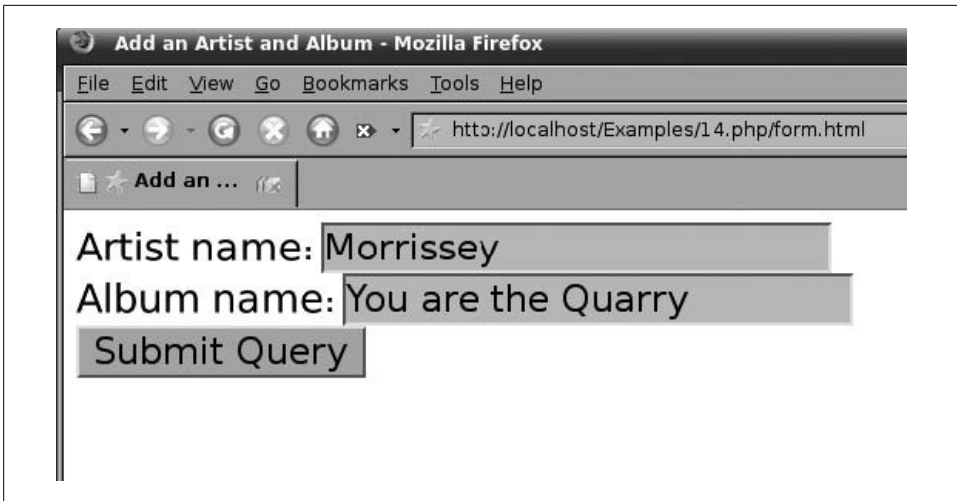 Add an Artist and Album - Mozilla Firefox
File Edit View Go Bookmarks Tools Help
http://localhost/Examples/14.php/form.html
Add an ...
Artist name: Morrissey
Album name: You are the Quarry
Submit Query